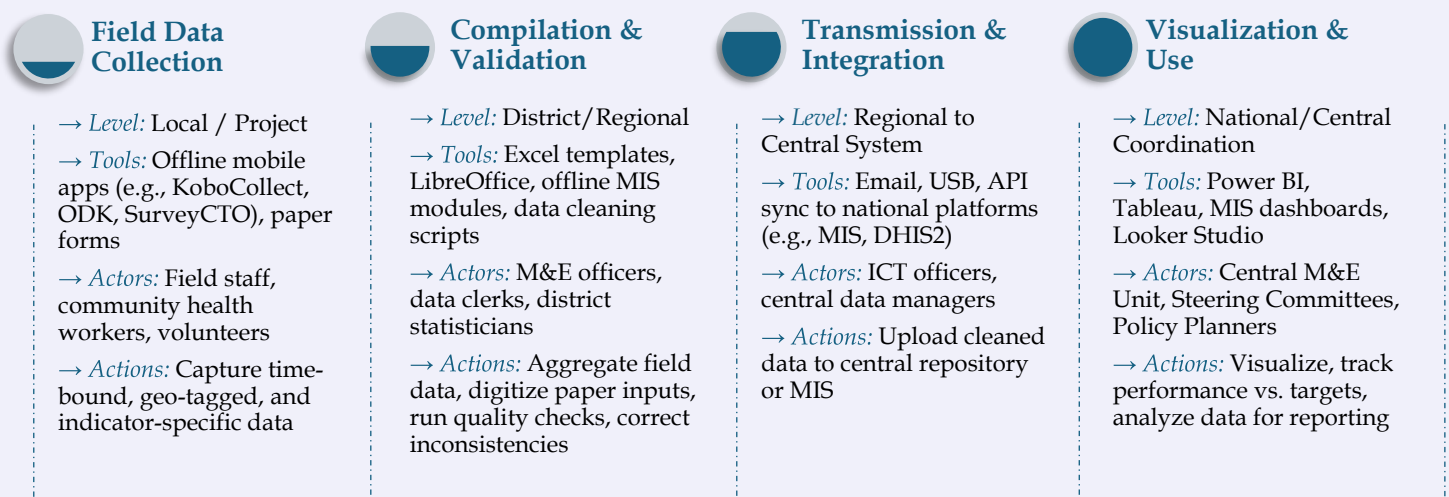 Field Data
Collection
→ Level: Local / Project
→ Tools: Offline mobile
apps (e.g., KoboCollect,
ODK, SurveyCTO), paper
forms
→ Actors: Field staff,
community health
workers, volunteers
→ Actions: Capture time-
bound, geo-tagged, and
indicator-specific data
Compilation &
Validation
→ Level: District/Regional
→ Tools: Excel templates,
LibreOffice, offline MIS
modules, data cleaning
scripts
→ Actors: M&E officers,
data clerks, district
statisticians
→ Actions: Aggregate field
data, digitize paper inputs,
run quality checks, correct
inconsistencies
Transmission &
Integration
→ Level: Regional to
Central System
→ Tools: Email, USB, API
sync to national platforms
(e.g., MIS, DHIS2)
→ Actors: ICT officers,
central data managers
→ Actions: Upload cleaned
data to central repository
or MIS
Visualization &
Use
→ Level: National/Central
Coordination
→ Tools: Power BI,
Tableau, MIS dashboards,
Looker Studio
→ Actors: Central M&E
Unit, Steering Committees,
Policy Planners
→ Actions: Visualize, track
performance vs. targets,
analyze data for reporting